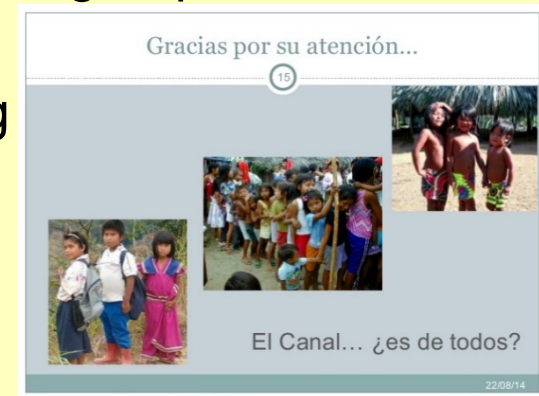 g
Gracias por su atención...
15
El Canal... ¿es de todos?
22/08/14